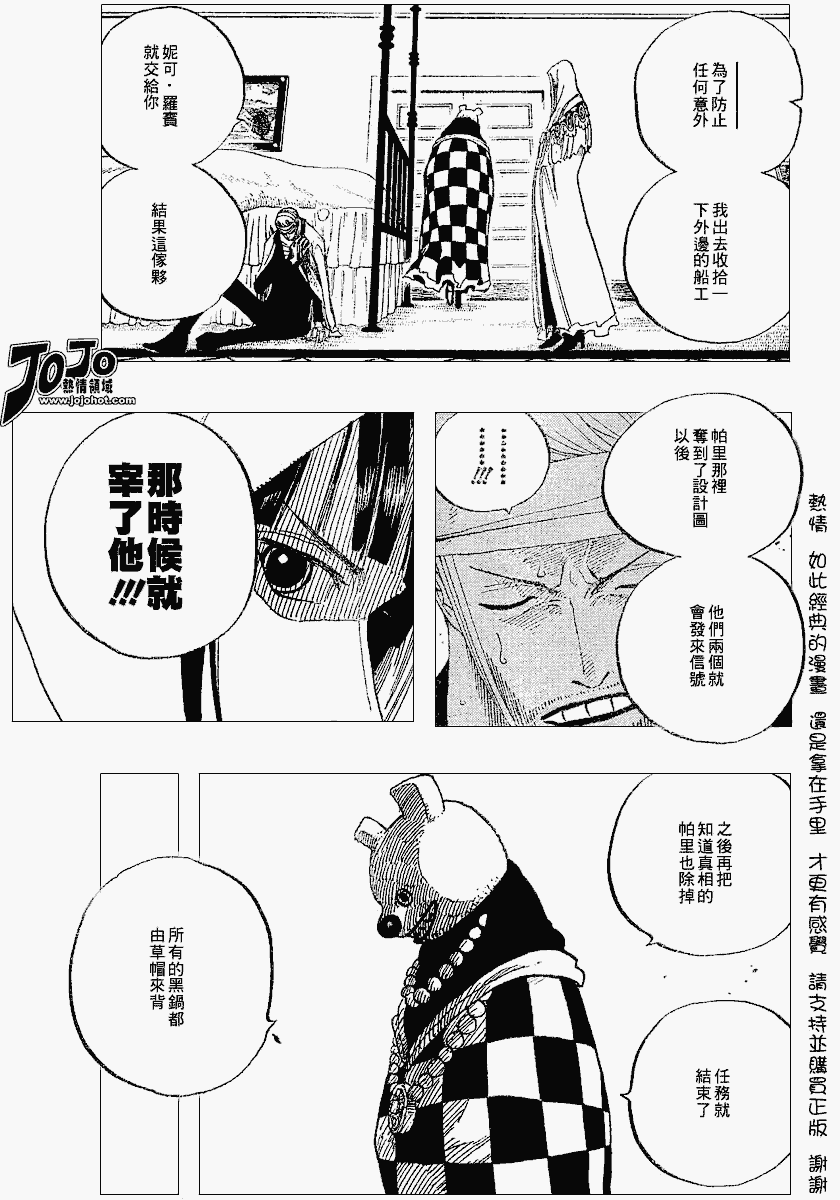 為了防止
任何意外
我出去收拾一
下外邊的船工
妮可·羅賓
就交給你
結果這傢夥
JOJO
熱情領域
www.jojohot.com
帕里那裡
奪到了設計圖
以後
他們兩個就
會發來信號
………!!!
那時候就
宰了他!!!
之後再把
知道真相的
帕里也除掉
任務就
結束了
所有的黑鍋都
由草帽來背
熱情 如此經典的漫畫 還是拿在手里 才更有感覺 請支持並購買正版 謝謝